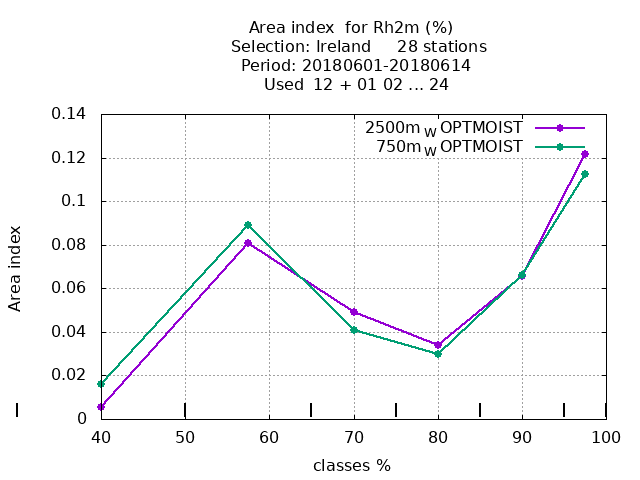 Area index  for Rh2m (%)
Selection: Ireland     28 stations
Period: 20180601-20180614
Used  12 + 01 02 ... 24
2500m W OPTMOIST
750m W OPTMOIST
0.14
0.12
0.1
0.08
0.06
0.04
0.02
0
Area index
40 50 60 70 80 90 100
classes %